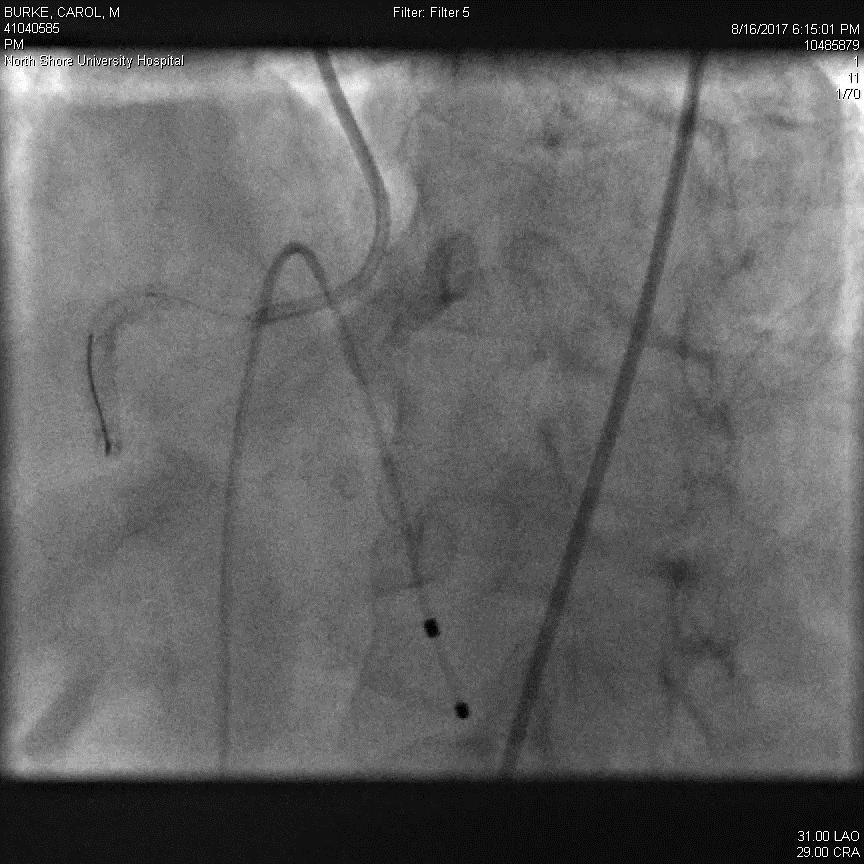 BURKE, CAROL, M
41040585
PM
North Shore University Hospital
Filter: Filter 5
8/16/2017 6:15:01 PM
10485879
1
11
1/70
31.00 LAO
29.00 CRA